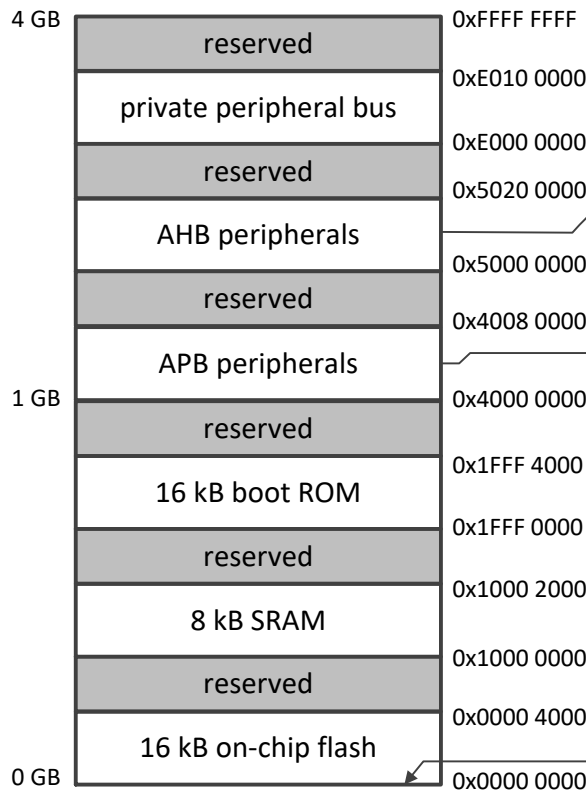 4 GB
0xFFFF FFFF
reserved
0xE010 0000
private peripheral bus
0xE000 0000
reserved
0x5020 0000
AHB peripherals
0x5000 0000
reserved
0x4008 0000
APB peripherals
1 GB
0x4000 0000
reserved
0x1FFF 4000
16 kB boot ROM
0x1FFF 0000
reserved
0x1000 2000
8 kB SRAM
0x1000 0000
reserved
0x0000 4000
16 kB on-chip flash
0 GB
0x0000 0000